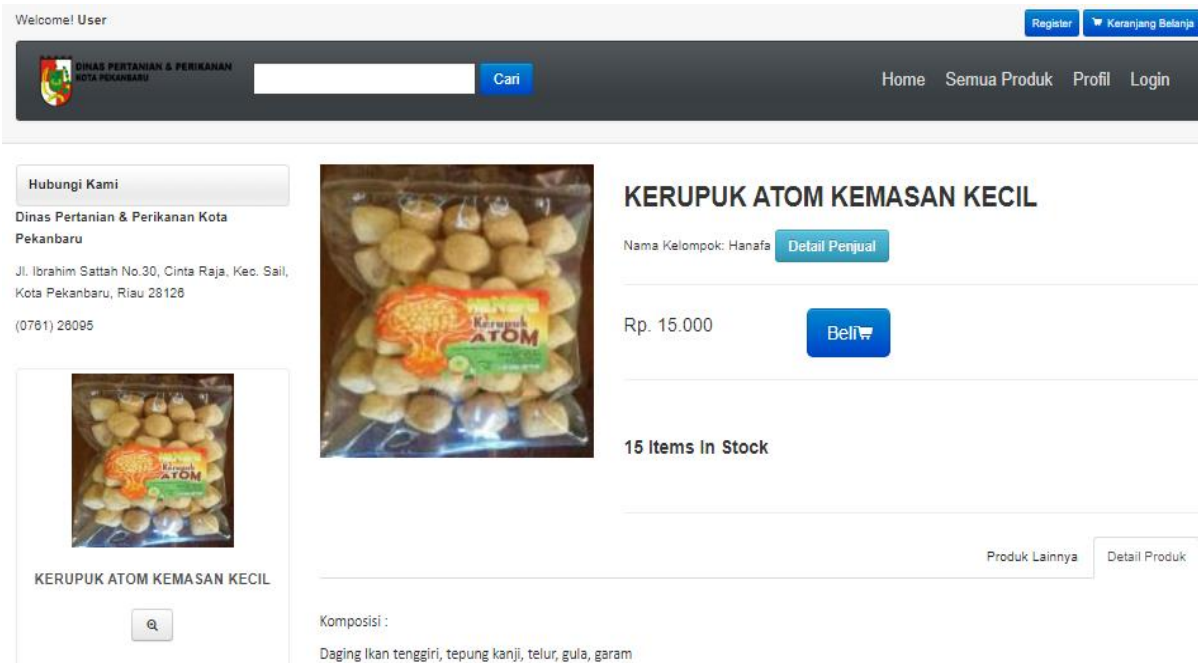 Welcome! User
Register
Keranjang Belanja
DINAS PERTANIAN & PERIKANAN
KOTA PEKANBARU
Cari
Home Semua Produk Profil Login
Hubungi Kami
Dinas Pertanian & Perikanan Kota
Pekanbaru
Jl. Ibrahim Sattah No.30, Cinta Raja, Kec. Sail,
Kota Pekanbaru, Riau 28126
(0761) 26095
Kerupuk
ATOM
KERUPUK ATOM KEMASAN KECIL
Kerupuk
ATOM
KERUPUK ATOM KEMASAN KECIL
Nama Kelompok: Hanafa Detail Penjual
Rp. 15.000
Beli
15 Items In Stock
Produk Lainnya Detail Produk
Komposisi :
Daging Ikan tenggiri, tepung kanji, telur, gula, garam